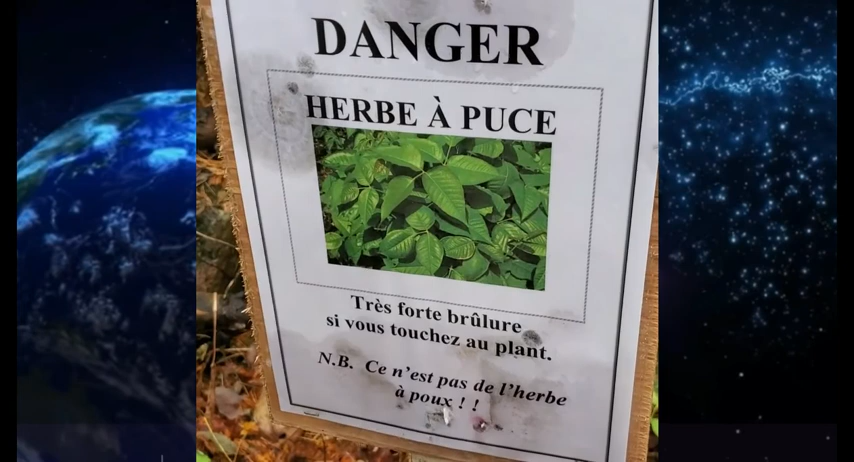 DANGER
HERBE À PUCE
Très forte brûlure
si vous touchez au plant.
N.B. Ce n'est pas de l'herbe
à poux ! !